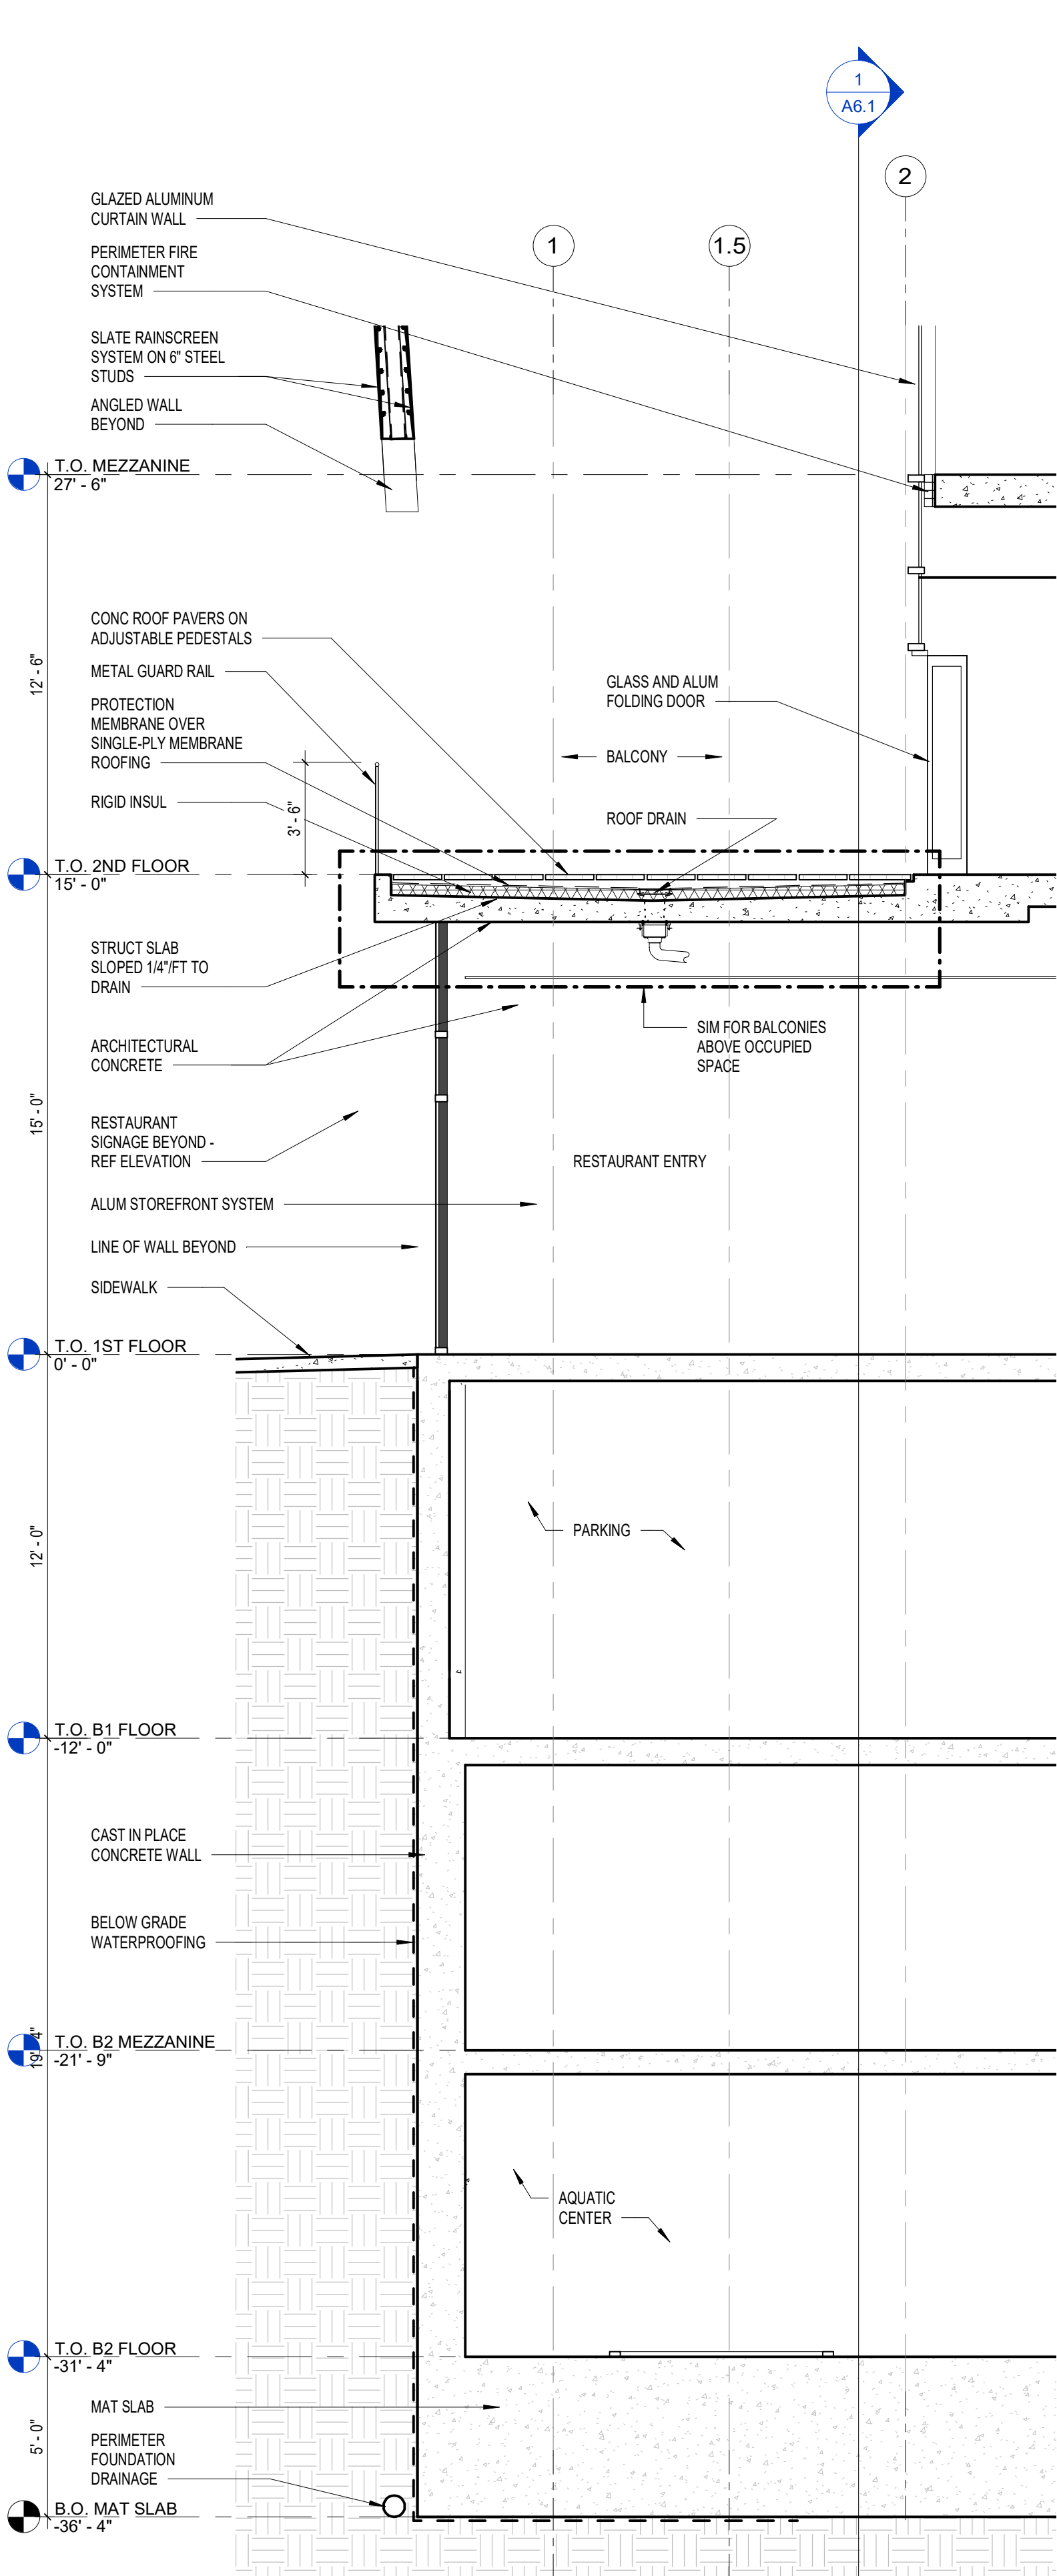 1
A6.1
2
1
1.5
GLAZED ALUMINUM
CURTAIN WALL
PERIMETER FIRE
CONTAINMENT
SYSTEM
SLATE RAINSCREEN
SYSTEM ON 6" STEEL
STUDS
ANGLED WALL
BEYOND
T.O. MEZZANINE
27' - 6"
12' - 6"
CONC ROOF PAVERS ON
ADJUSTABLE PEDESTALS
METAL GUARD RAIL
PROTECTION
MEMBRANE OVER
SINGLE-PLY MEMBRANE
ROOFING
RIGID INSUL
3' - 6"
GLASS AND ALUM
FOLDING DOOR
BALCONY
ROOF DRAIN
T.O. 2ND FLOOR
15' - 0"
STRUCT SLAB
SLOPED 1/4"/FT TO
DRAIN
SIM FOR BALCONIES
ABOVE OCCUPIED
SPACE
ARCHITECTURAL
CONCRETE
15' - 0"
RESTAURANT
SIGNAGE BEYOND -
REF ELEVATION
RESTAURANT ENTRY
ALUM STOREFRONT SYSTEM
LINE OF WALL BEYOND
SIDEWALK
T.O. 1ST FLOOR
0' - 0"
12' - 0"
PARKING
T.O. B1 FLOOR
-12' - 0"
CAST IN PLACE
CONCRETE WALL
BELOW GRADE
WATERPROOFING
19' - 4"
T.O. B2 MEZZANINE
-21' - 9"
AQUATIC
CENTER
T.O. B2 FLOOR
-31' - 4"
MAT SLAB
5' - 0"
PERIMETER
FOUNDATION
DRAINAGE
B.O. MAT SLAB
-36' - 4"